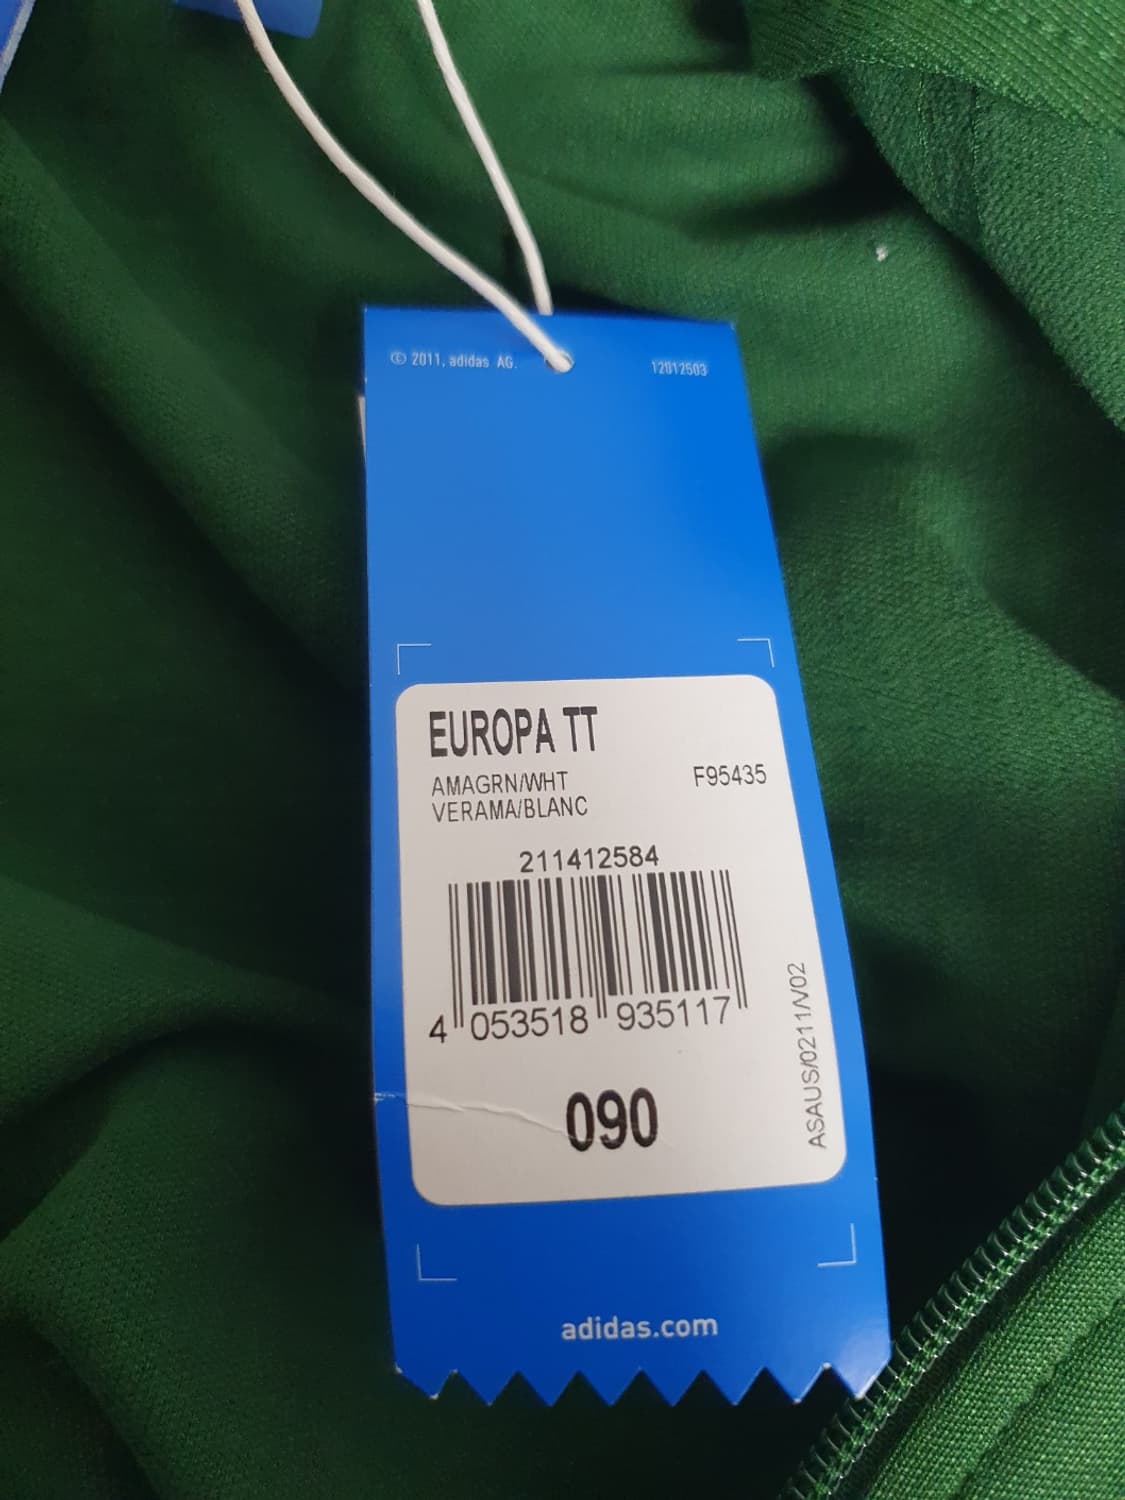 © 2011, adidas AG.
12012503
EUROPA TT
AMAGRN/WHT
F95435
VERAMA/BLANC
211412584
4 053518 935117
090
ASAUS/0211/V02
adidas.com